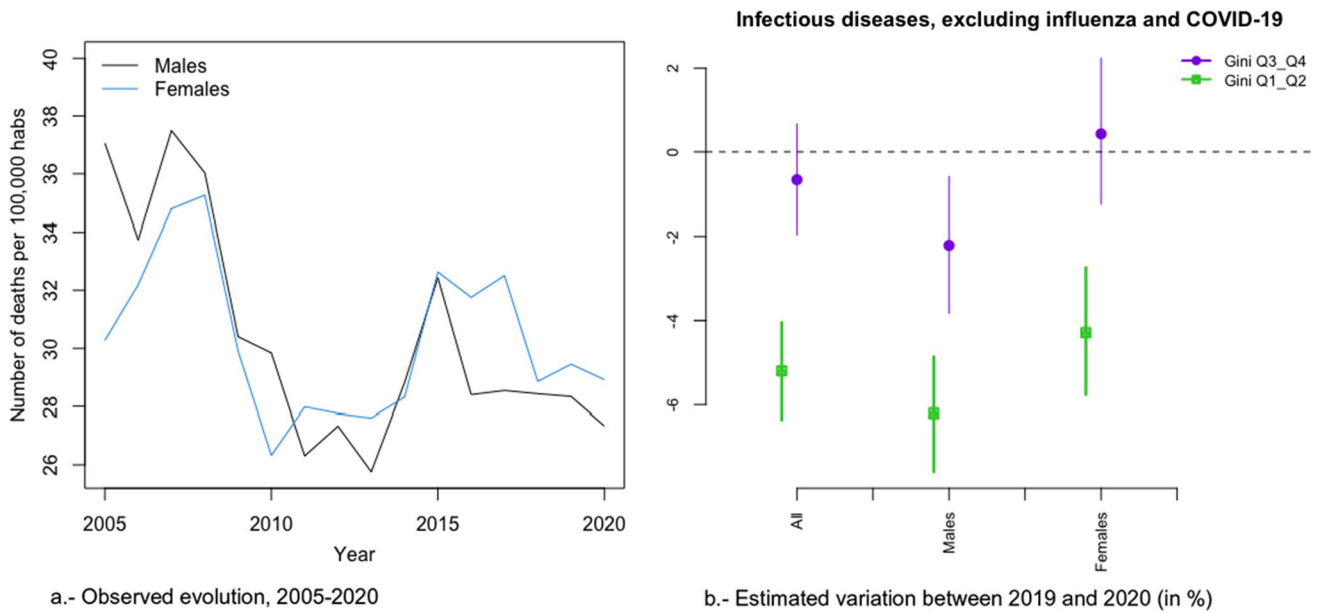 Number of deaths per 100,000 habs
40
38
36
34
32
30
28
26
Males
Females
2005
2010
2015
2020
Year
a.- Observed evolution, 2005-2020
Infectious diseases, excluding influenza and COVID-19
Gini Q3_Q4
Gini Q1_Q2
2
0
-2
-4
-6
All
Males
Females
b.- Estimated variation between 2019 and 2020 (in %)